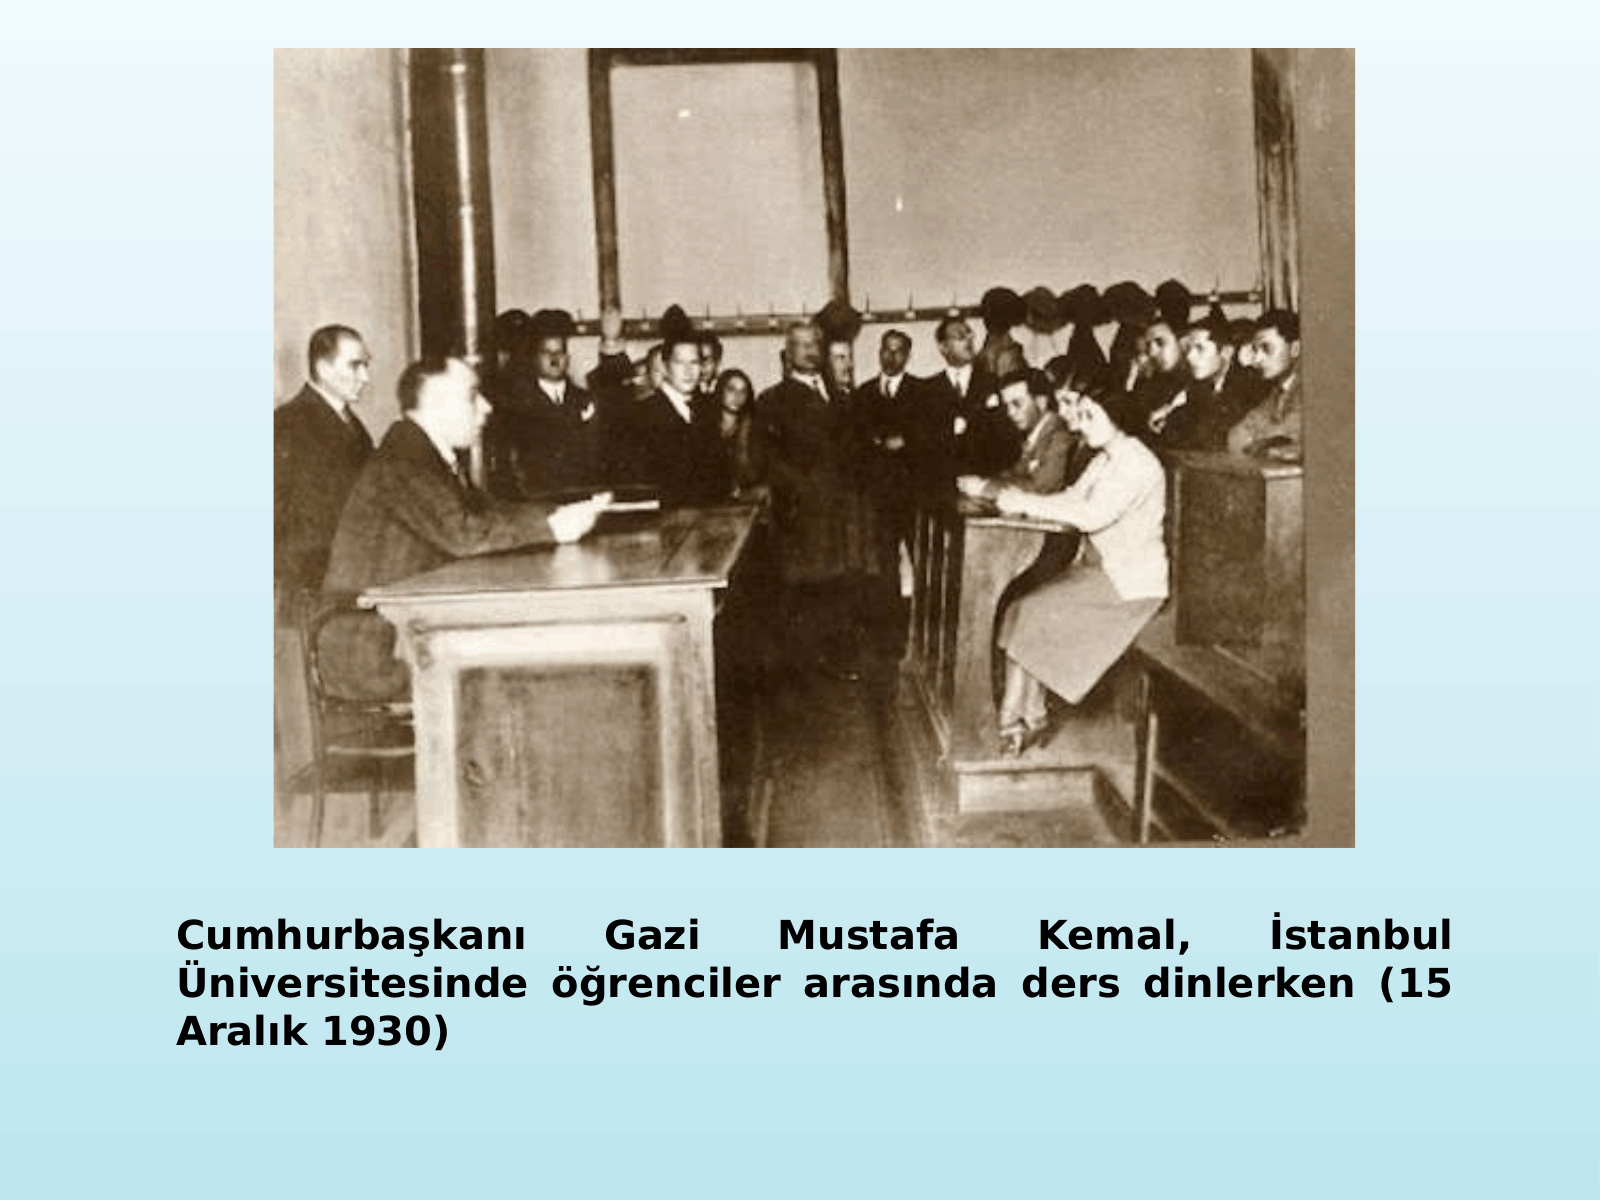 Cumhurbaşkanı Gazi Mustafa Kemal, İstanbul
Üniversitesinde öğrenciler arasında ders dinlerken (15
Aralık 1930)